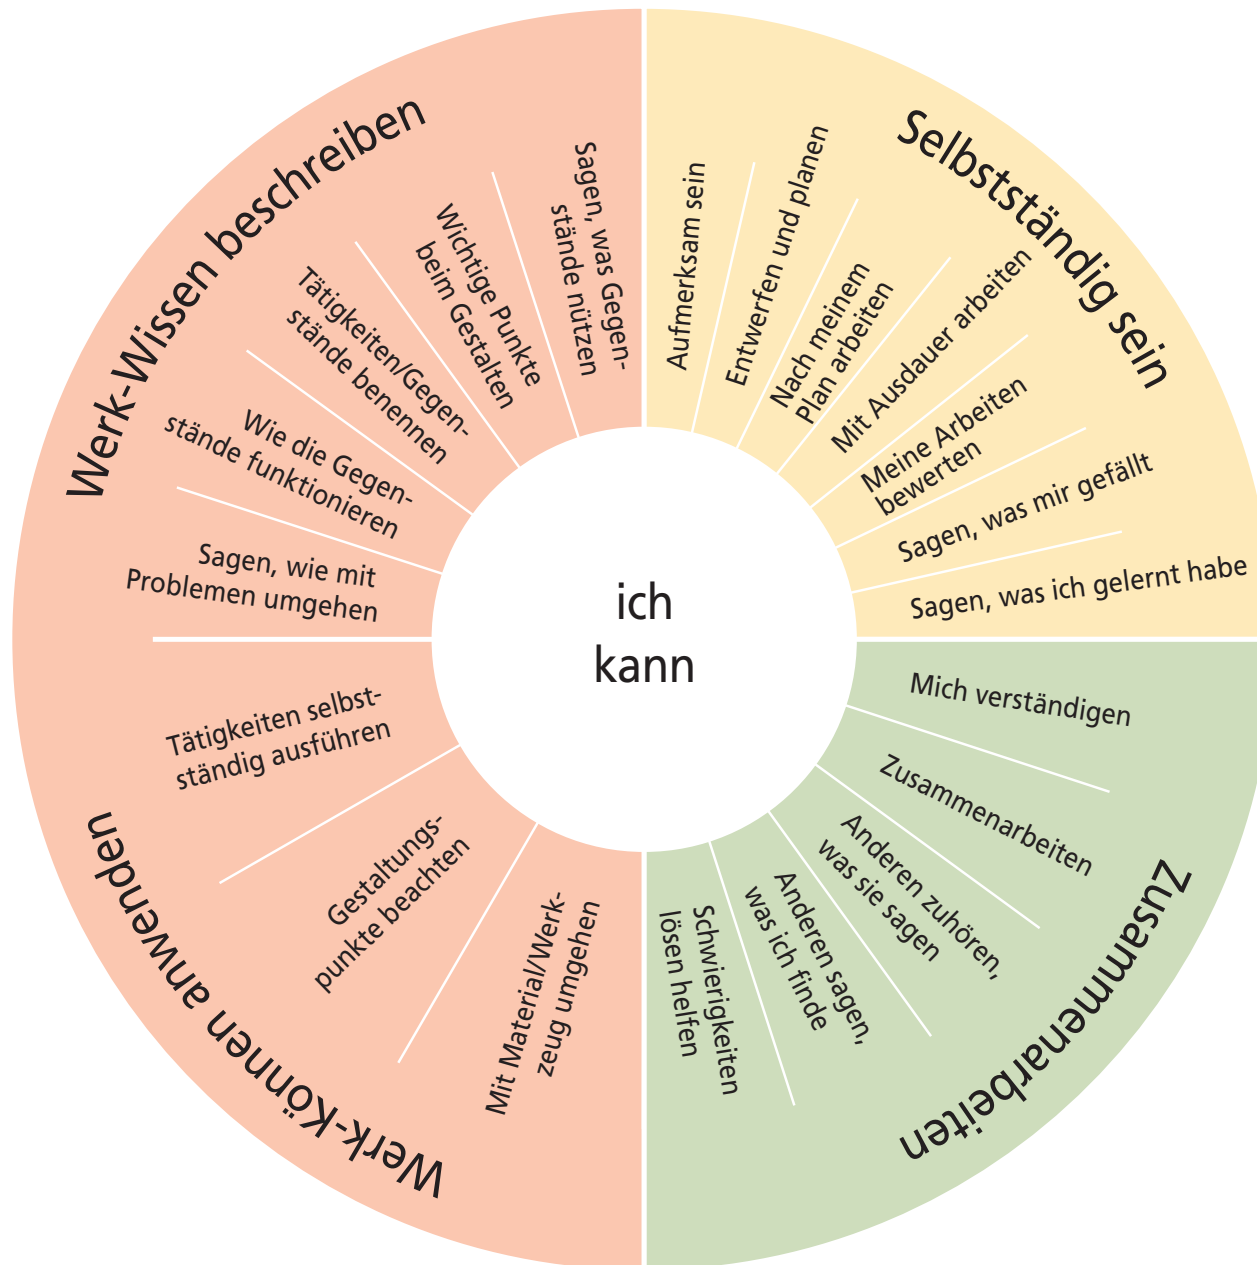 Werk-Wissen beschreiben
Sagen, was Gegen-
stände nützen
Wichtige Punkte
beim Gestalten
Tätigkeiten/Gegen-
stände benennen
Wie die Gegen-
stände funktionieren
Sagen, wie mit
Problemen umgehen
Selbstständig sein
Aufmerksam sein
Entwerfen und planen
Nach meinem
Plan arbeiten
Mit Ausdauer arbeiten
Meine Arbeiten
bewerten
Sagen, was mir gefällt
Sagen, was ich gelernt habe
ich
kann
Werk-Können anwenden
Tätigkeiten selbst-
ständig ausführen
Gestaltungs-
punkte beachten
Mit Material/Werk-
zeug umgehen
Zusammenarbeiten
Mich verständigen
Zusammenarbeiten
Anderen zuhören,
was sie sagen
Anderen sagen,
was ich finde
Schwierigkeiten
lösen helfen